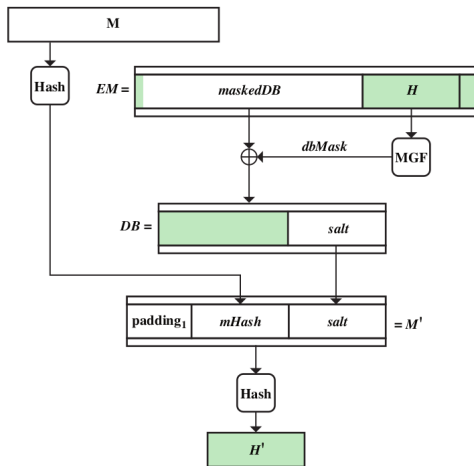 M
Hash
EM =
maskedDB
H
dbMask
MGF
DB =
salt
padding₁
mHash
salt
= M'
Hash
H'